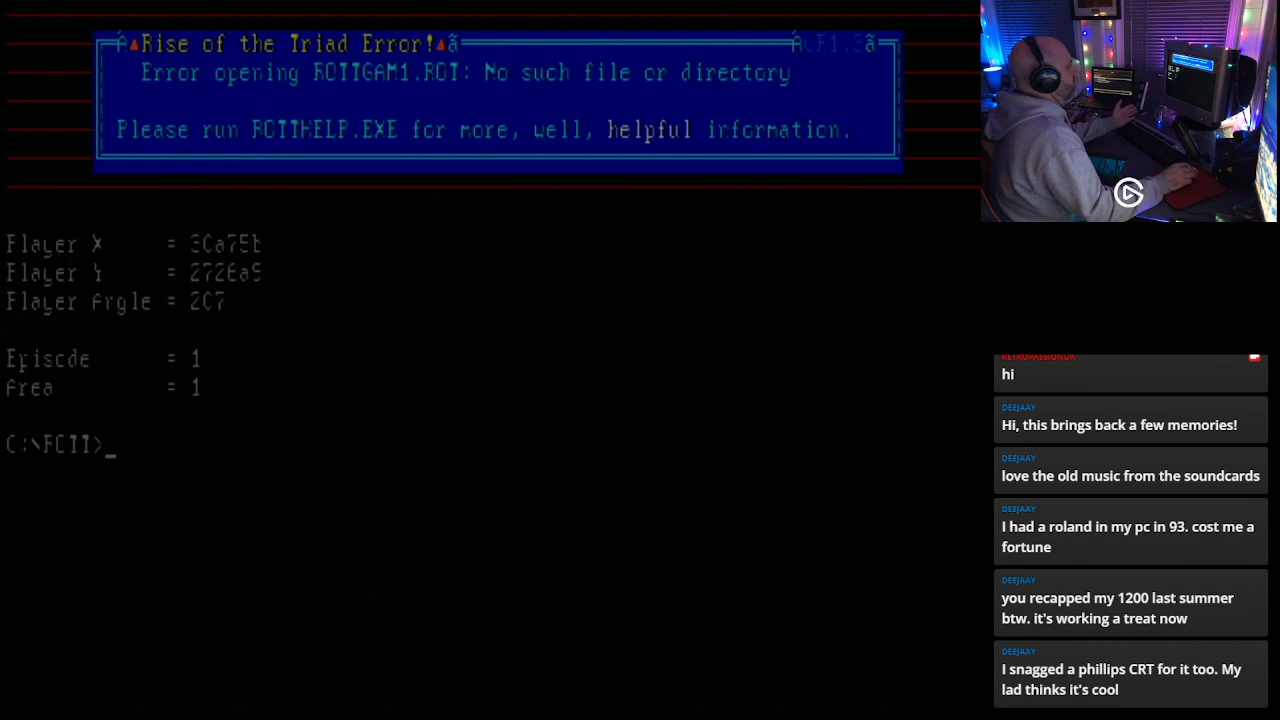 Rise of the Triad Error!
Error opening ROTTGAM1.ROT: No such file or directory
Please run ROTTHELP.EXE for more, well, helpful information.
Player X = 30a75b
Player Y = 2726a9
Player Angle = 207
Episode = 1
Area = 1
C:\ROTT>_
RETROPASSIONUK
hi
DEEJAAY
Hi, this brings back a few memories!
DEEJAAY
love the old music from the soundcards
DEEJAAY
I had a roland in my pc in 93. cost me a
fortune
DEEJAAY
you recapped my 1200 last summer
btw. it's working a treat now
DEEJAAY
I snagged a phillips CRT for it too. My
lad thinks it's cool